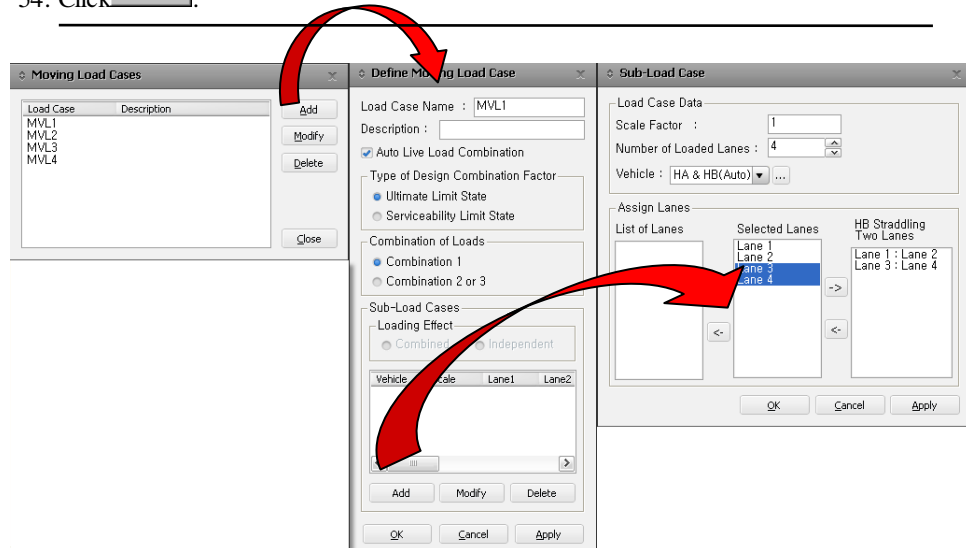 54. Click .
Moving Load Cases
Load Case Description
MVL1
MVL2
MVL3
MVL4
Add
Modify
Delete
Close
Define Moving Load Case
Load Case Name : MVL1
Description :
Auto Live Load Combination
Type of Design Combination Factor
Ultimate Limit State
Serviceability Limit State
Combination of Loads
Combination 1
Combination 2 or 3
Sub-Load Cases
Loading Effect
Combined Independent
Vehicle Scale Lane1 Lane2
Add Modify Delete
OK Cancel Apply
Sub-Load Case
Load Case Data
Scale Factor : 1
Number of Loaded Lanes : 4
Vehicle : HA & HB(Auto) ...
Assign Lanes
List of Lanes
Selected Lanes
Lane 1
Lane 2
Lane 3
Lane 4
->
<-
<-
HB Straddling
Two Lanes
Lane 1 : Lane 2
Lane 3 : Lane 4
OK Cancel Apply